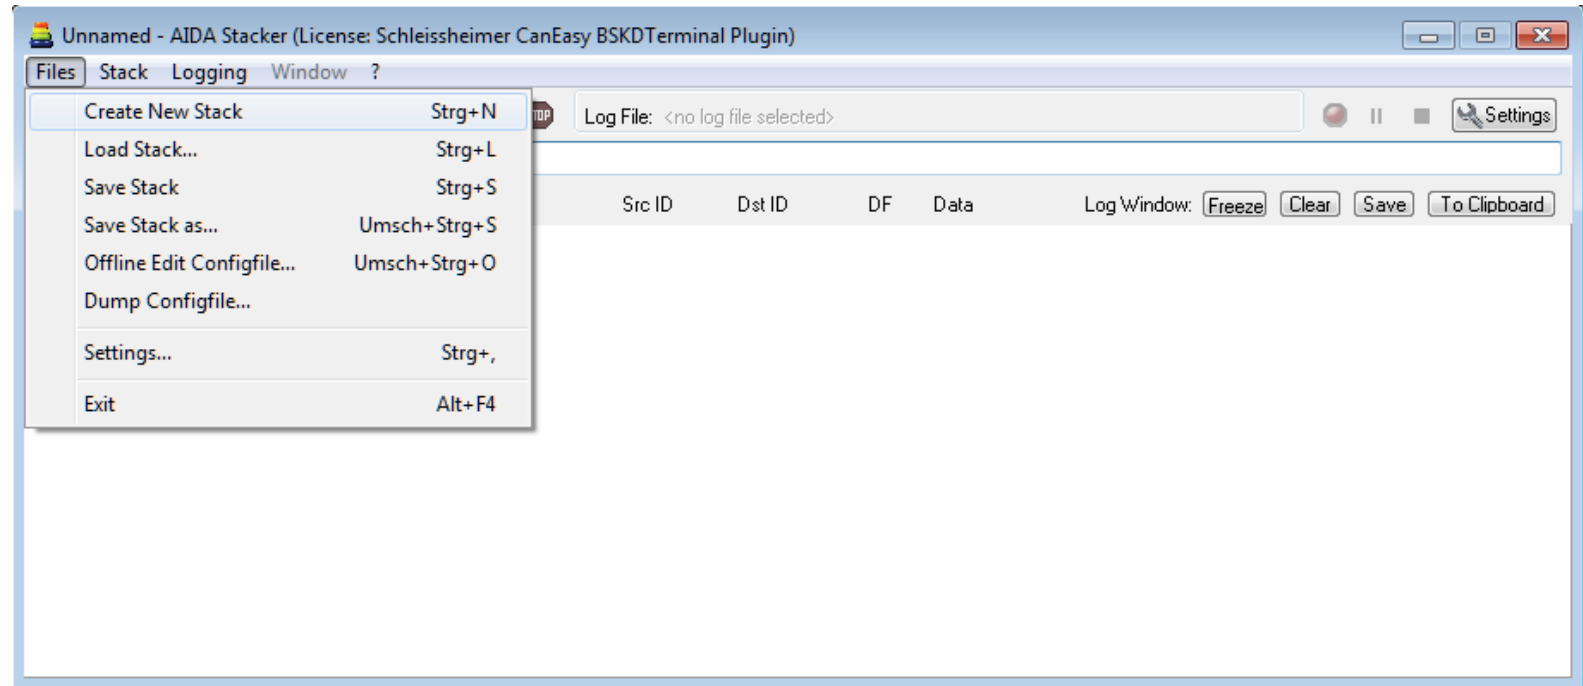 Unnamed - AIDA Stacker (License: Schleissheimer CanEasy BSKDTerminal Plugin)
Files Stack Logging Window ?
Create New Stack Strg+N
Load Stack... Strg+L
Save Stack Strg+S
Save Stack as... Umsch+Strg+S
Offline Edit Configfile... Umsch+Strg+O
Dump Configfile...
Settings... Strg+,
Exit Alt+F4
Log File: <no log file selected> Settings
Src ID Dst ID DF Data Log Window: Freeze Clear Save To Clipboard